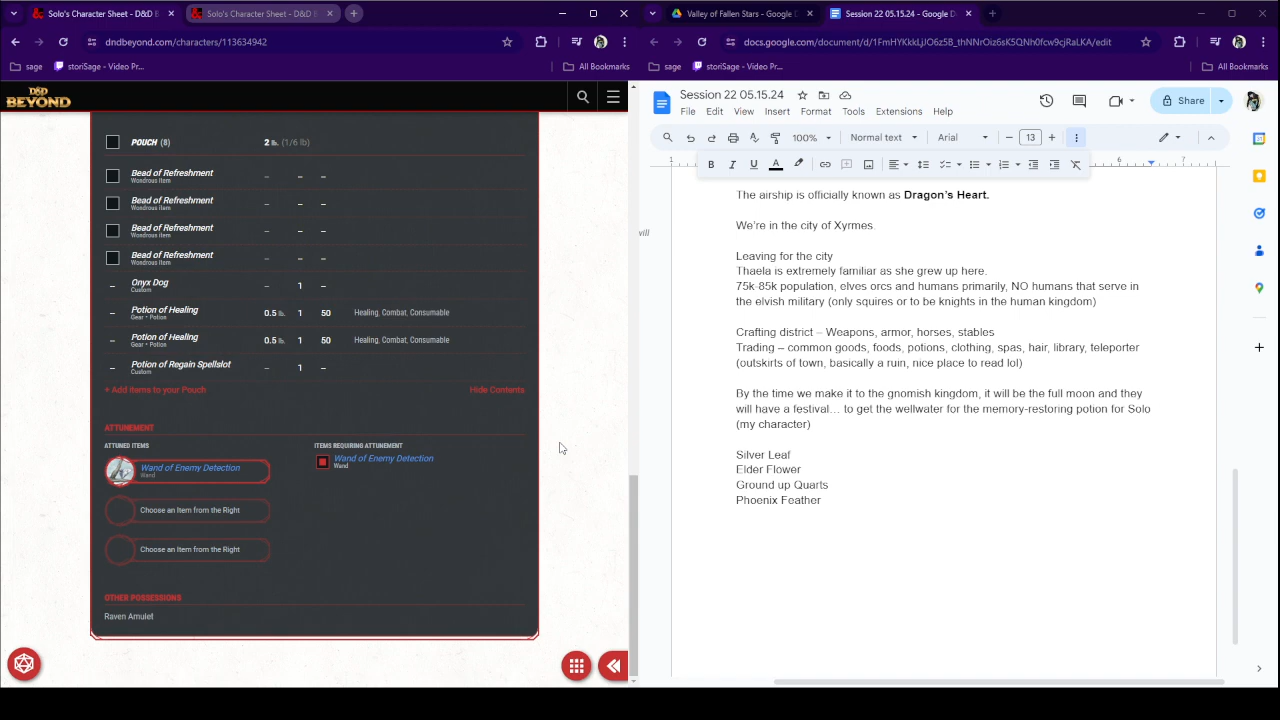 Solo's Character Sheet - D&D B
Solo's Character Sheet - D&D B
dndbeyond.com/characters/113634942
sage
storiSage - Video Pr...
All Bookmarks
D&D
BEYOND
POUCH (8)
2 lb. (1/6 lb)
Bead of Refreshment
Wondrous Item
– – –
Bead of Refreshment
Wondrous Item
– – –
Bead of Refreshment
Wondrous Item
– – –
Bead of Refreshment
Wondrous Item
– – –
– Onyx Dog – 1 –
Custom
– Potion of Healing 0.5 lb. 1 50 Healing, Combat, Consumable
Gear • Potion
– Potion of Healing 0.5 lb. 1 50 Healing, Combat, Consumable
Gear • Potion
– Potion of Regain Spellslot – 1 –
Custom
+ Add items to your Pouch
Hide Contents
ATTUNEMENT
ATTUNED ITEMS
Wand of Enemy Detection
Wand
Choose an Item from the Right
Choose an Item from the Right
ITEMS REQUIRING ATTUNEMENT
Wand of Enemy Detection
Wand
OTHER POSSESSIONS
Raven Amulet
Valley of Fallen Stars - Google D
Session 22 05.15.24 - Google D
docs.google.com/document/d/1FmHYKkkLjJO6z5B_thNNrOiz6sK5QNh0fcw9cjRaLKA/edit
sage
storiSage - Video Pr...
All Bookmarks
Session 22 05.15.24
File Edit View Insert Format Tools Extensions Help
Share
100%
Normal text
Arial
13
B I U A
1 6 7
will
The airship is officially known as Dragon's Heart.
We're in the city of Xyrmes.
Leaving for the city
Thaela is extremely familiar as she grew up here.
75k-85k population, elves orcs and humans primarily, NO humans that serve in
the elvish military (only squires or to be knights in the human kingdom)
Crafting district – Weapons, armor, horses, stables
Trading – common goods, foods, potions, clothing, spas, hair, library, teleporter
(outskirts of town, basically a ruin, nice place to read lol)
By the time we make it to the gnomish kingdom, it will be the full moon and they
will have a festival… to get the wellwater for the memory-restoring potion for Solo
(my character)
Silver Leaf
Elder Flower
Ground up Quarts
Phoenix Feather